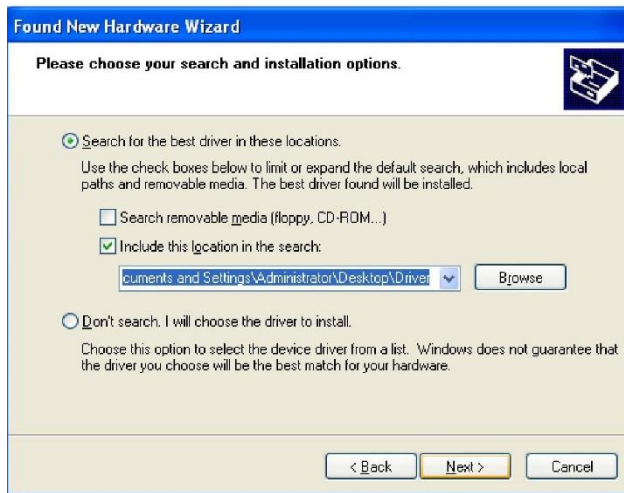 Found New Hardware Wizard
Please choose your search and installation options.
Search for the best driver in these locations.
Use the check boxes below to limit or expand the default search, which includes local
paths and removable media. The best driver found will be installed.
Search removable media (floppy, CD-ROM...)
Include this location in the search:
cuments and Settings\Administrator\Desktop\Driver
Browse
Don't search. I will choose the driver to install.
Choose this option to select the device driver from a list. Windows does not guarantee that
the driver you choose will be the best match for your hardware.
< Back Next > Cancel